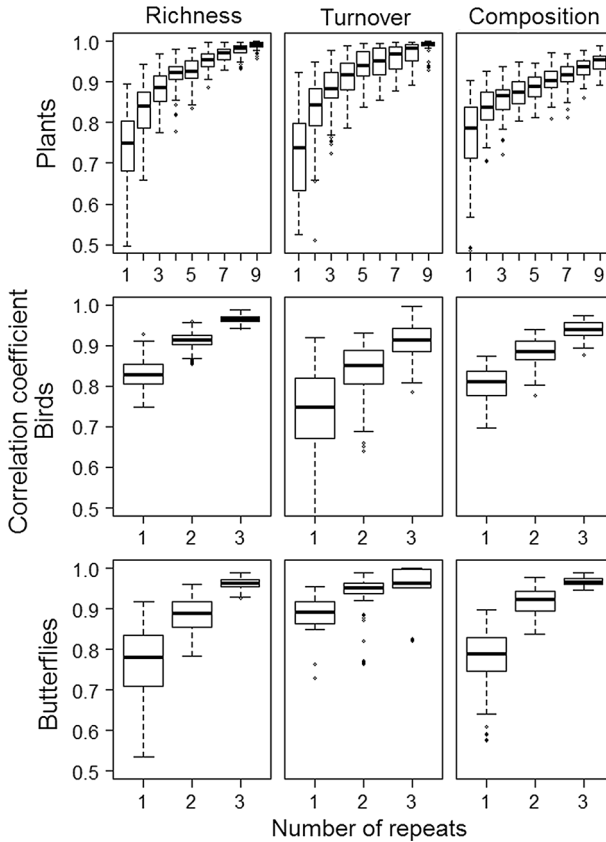 Richness Turnover Composition
Plants
1.0
0.9
0.8
0.7
0.6
0.5
1 3 5 7 9 1 3 5 7 9 1 3 5 7 9
Correlation coefficient
Birds
1.0
0.9
0.8
0.7
0.6
0.5
1 2 3 1 2 3 1 2 3
Butterflies
1.0
0.9
0.8
0.7
0.6
0.5
1 2 3 1 2 3 1 2 3
Number of repeats